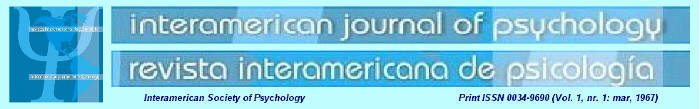 interamerican journal of psychology
revista interamericana de psicología
Interamerican Society of Psychology Print ISSN 0034-9690 (Vol. 1, nr. 1: mar, 1967)